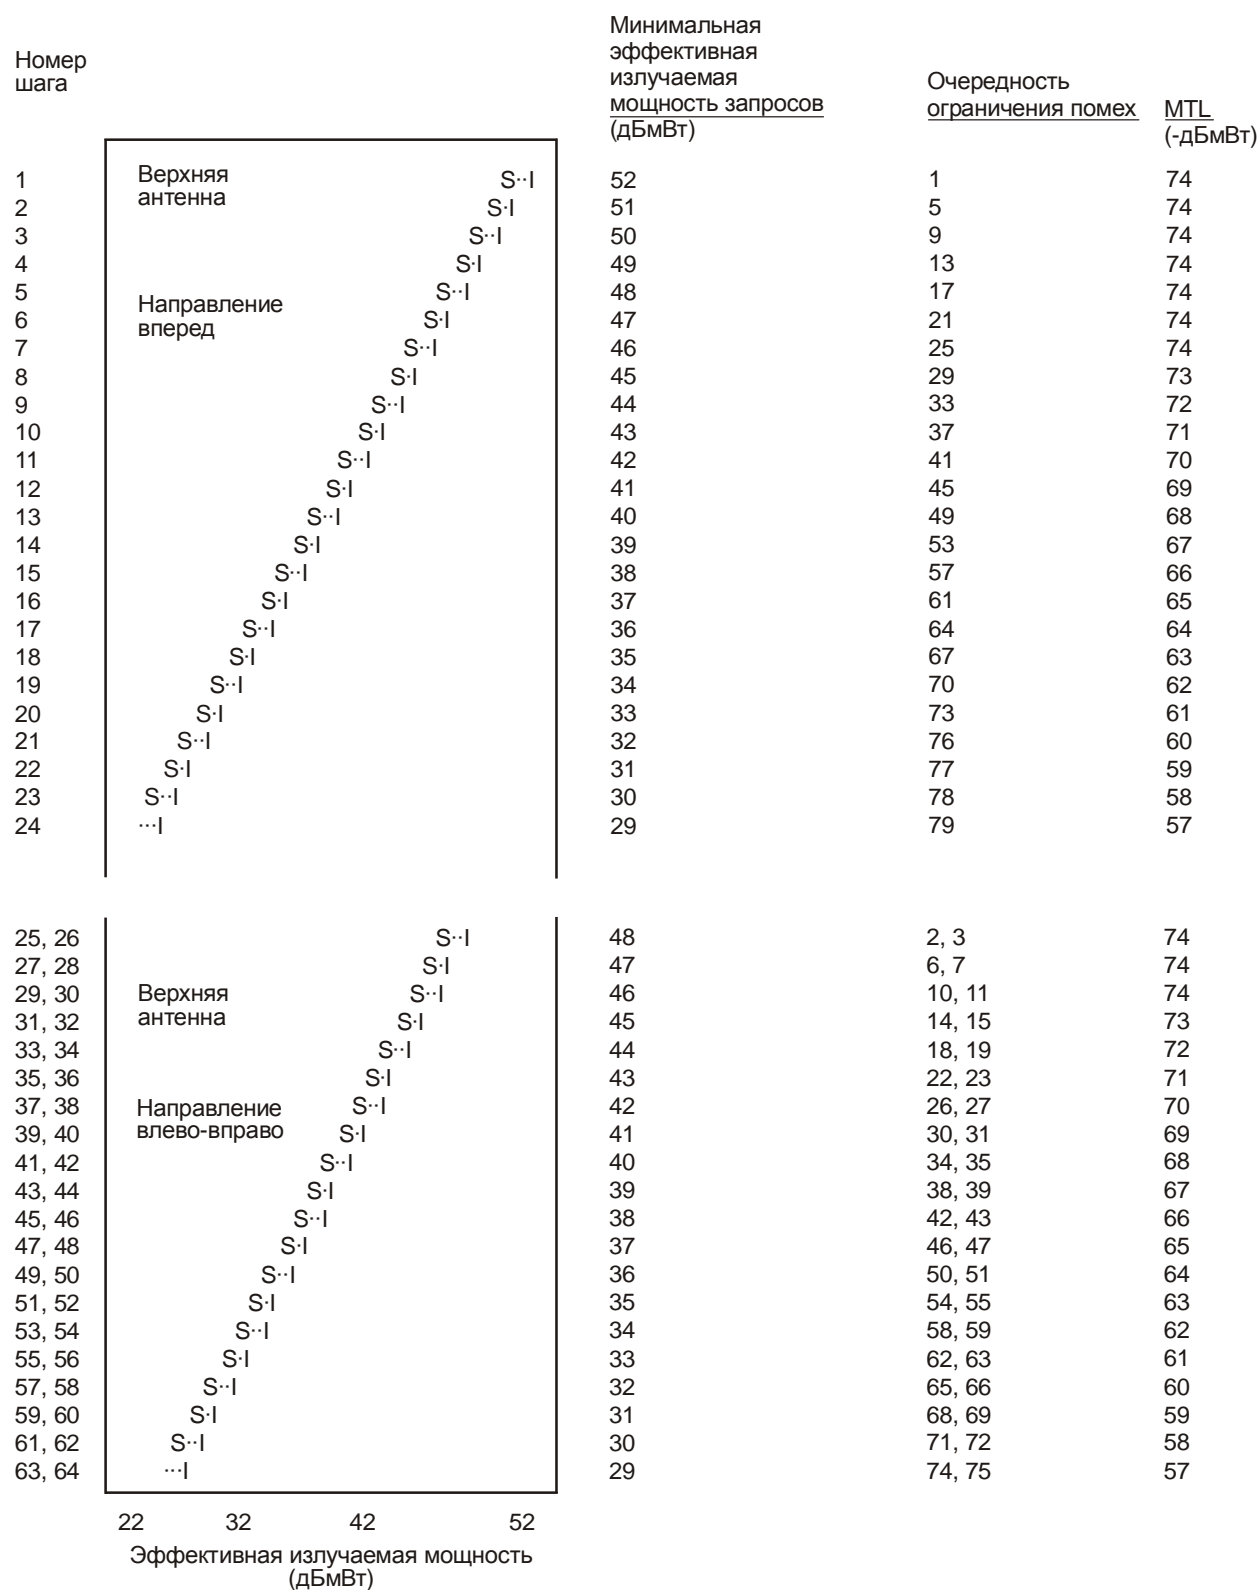 Номер
шага
Минимальная
эффективная
излучаемая
мощность запросов
(дБмВт)
Очередность
ограничения помех
MTL
(-дБмВт)
1 Верхняя S··I 52 1 74
антенна
2 S·I 51 5 74
3 S··I 50 9 74
4 S·I 49 13 74
5 Направление S··I 48 17 74
6 вперед S·I 47 21 74
7 S··I 46 25 74
8 S·I 45 29 73
9 S··I 44 33 72
10 S·I 43 37 71
11 S··I 42 41 70
12 S·I 41 45 69
13 S··I 40 49 68
14 S·I 39 53 67
15 S··I 38 57 66
16 S·I 37 61 65
17 S··I 36 64 64
18 S·I 35 67 63
19 S··I 34 70 62
20 S·I 33 73 61
21 S··I 32 76 60
22 S·I 31 77 59
23 S··I 30 78 58
24 ···I 29 79 57
25, 26 S··I 48 2, 3 74
27, 28 S·I 47 6, 7 74
29, 30 Верхняя S··I 46 10, 11 74
31, 32 антенна S·I 45 14, 15 73
33, 34 S··I 44 18, 19 72
35, 36 S·I 43 22, 23 71
37, 38 Направление S··I 42 26, 27 70
39, 40 влево-вправо S·I 41 30, 31 69
41, 42 S··I 40 34, 35 68
43, 44 S·I 39 38, 39 67
45, 46 S··I 38 42, 43 66
47, 48 S·I 37 46, 47 65
49, 50 S··I 36 50, 51 64
51, 52 S·I 35 54, 55 63
53, 54 S··I 34 58, 59 62
55, 56 S·I 33 62, 63 61
57, 58 S··I 32 65, 66 60
59, 60 S·I 31 68, 69 59
61, 62 S··I 30 71, 72 58
63, 64 ···I 29 74, 75 57
22 32 42 52
Эффективная излучаемая мощность
(дБмВт)